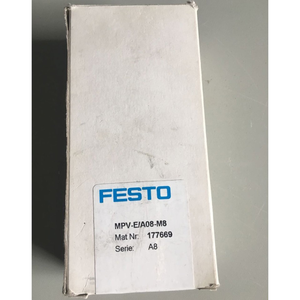 FESTO
MPV-E/A08-M8
Mat Nr: 177669
Serie: A8